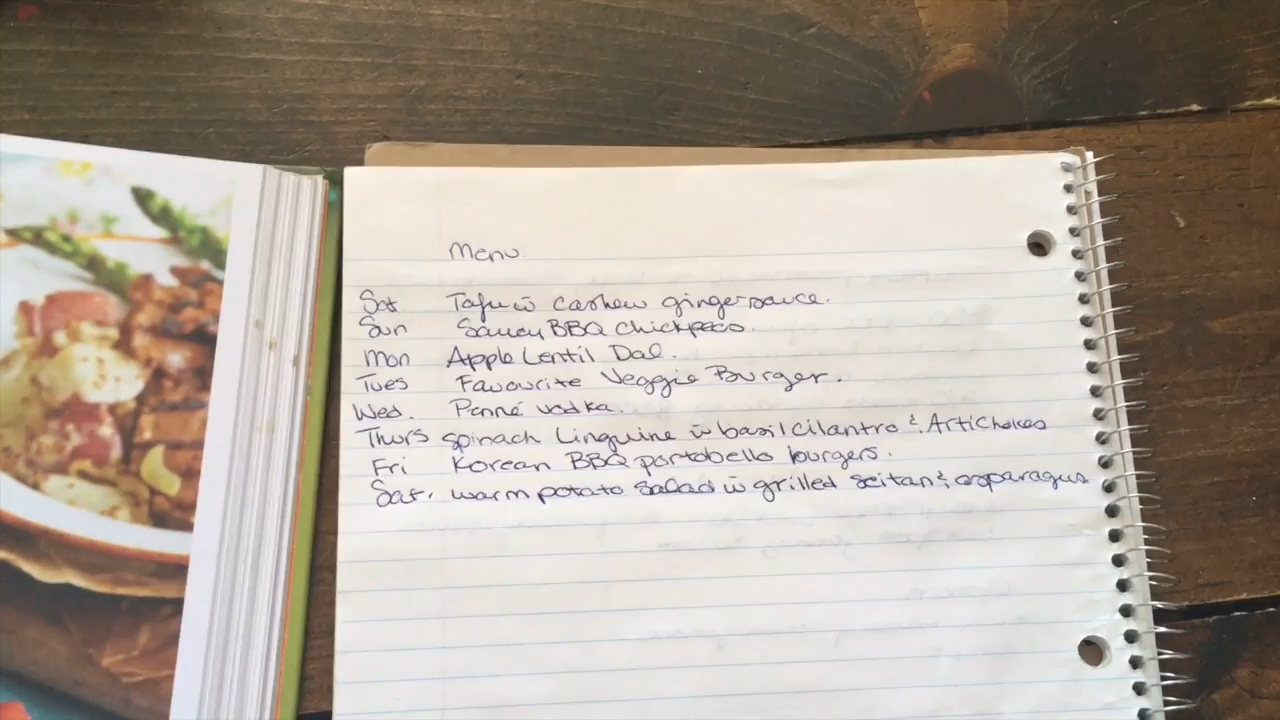 Menu
Sat Tofu w̄ cashew ginger sauce.
Sun Saucy BBQ Chickpeas.
Mon Apple Lentil Dal.
Tues Favourite Veggie Burger.
Wed. Penné vodka.
Thurs spinach Linguine w̄ basil cilantro & Artichokes
Fri Korean BBQ portobello burgers.
Sat. warm potato salad w̄ grilled seitan & asparagus